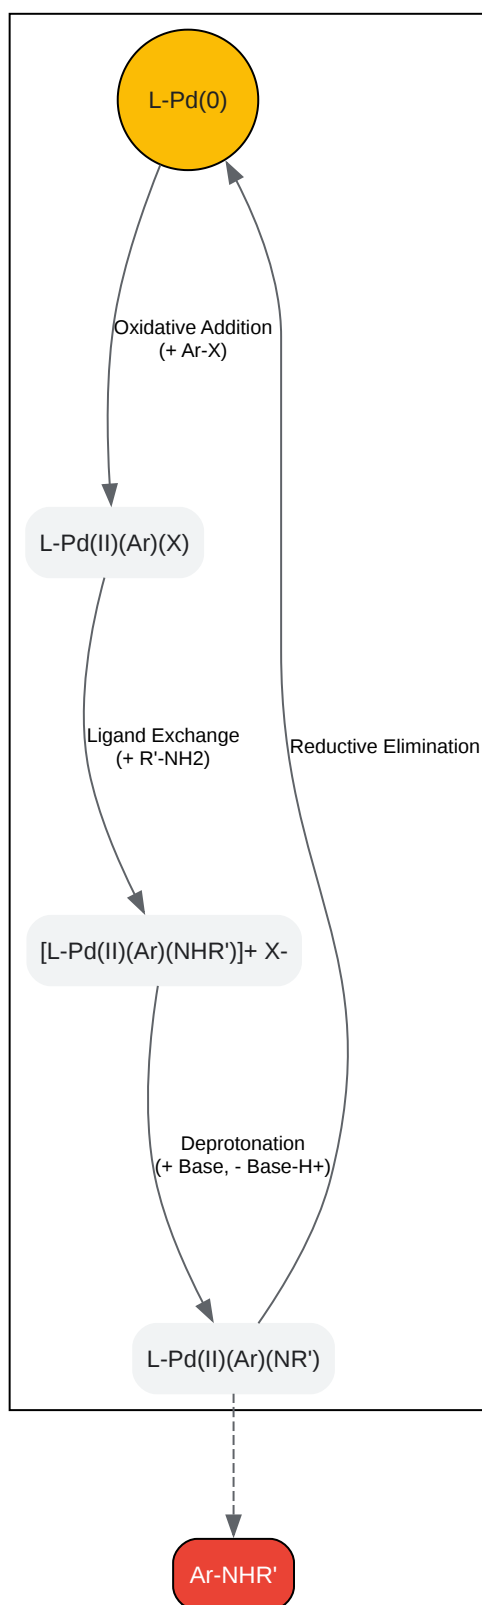 L-Pd(0)
Oxidative Addition
(+ Ar-X)
L-Pd(II)(Ar)(X)
Ligand Exchange
(+ R'-NH2)
Reductive Elimination
[L-Pd(II)(Ar)(NHR')]+ X-
Deprotonation
(+ Base, - Base-H+)
L-Pd(II)(Ar)(NR')
Ar-NHR'